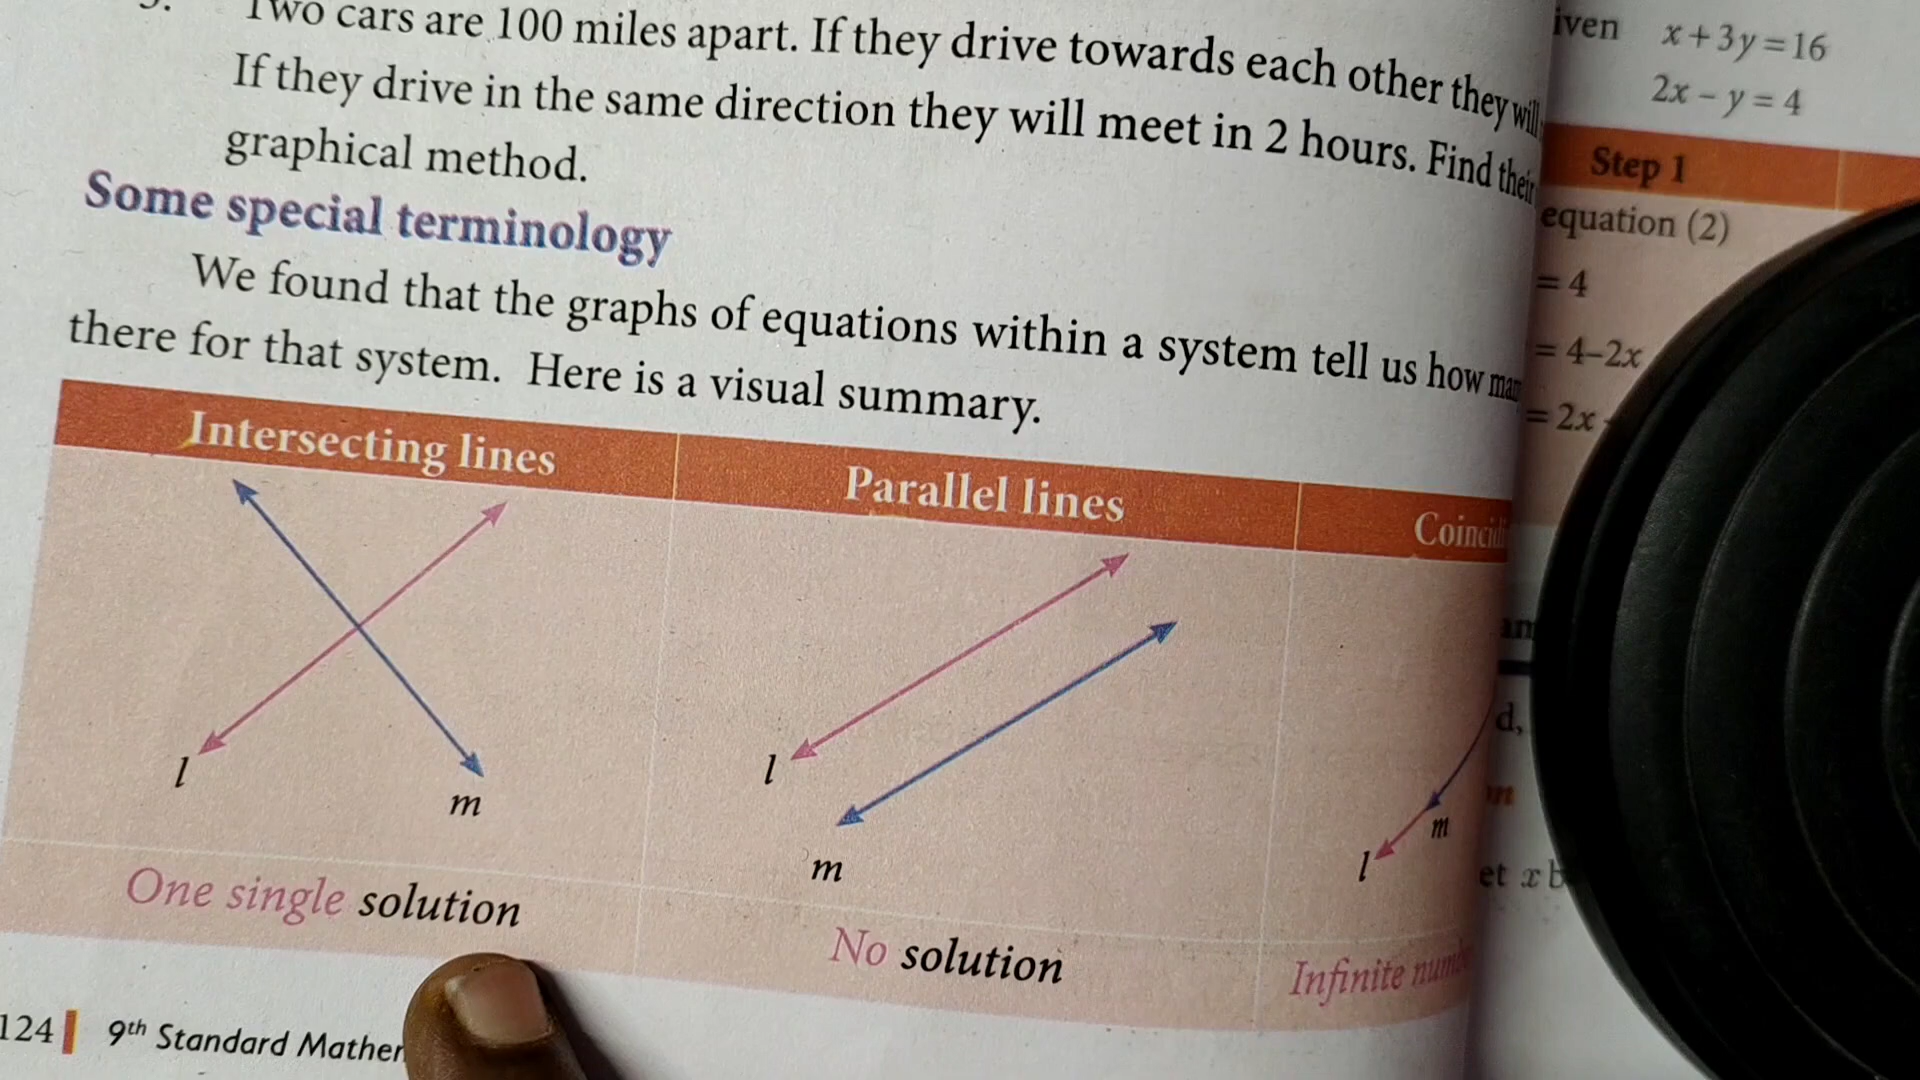 Two cars are 100 miles apart. If they drive towards each other they will
If they drive in the same direction they will meet in 2 hours. Find their
graphical method.
Some special terminology
We found that the graphs of equations within a system tell us how
there for that system. Here is a visual summary.
Intersecting lines
Parallel lines
l
m
l
m
m
l
One single solution
No solution
Infinite
124 9th Standard
x + 3y = 16
2x – y = 4
Step 1
equation (2)
= 4
= 4–2x
= 2x